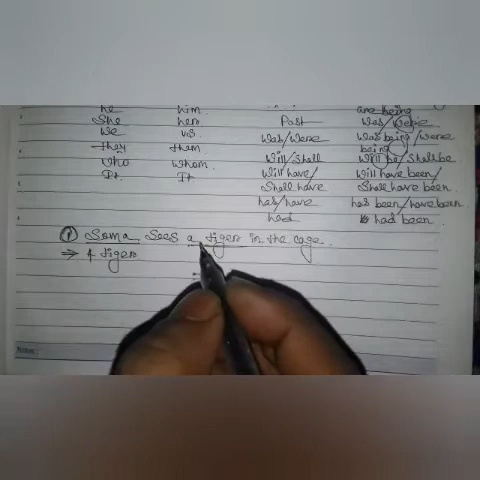 he him are being
She her Past was/were
we us was/were was being/were being
they them will/shall will be/shall be
who whom will have/ will have been/
It It shall have shall have been
has/have has been/have been
had had been
① Soma sees a tiger in the cage.
⇒ A tiger
Notes